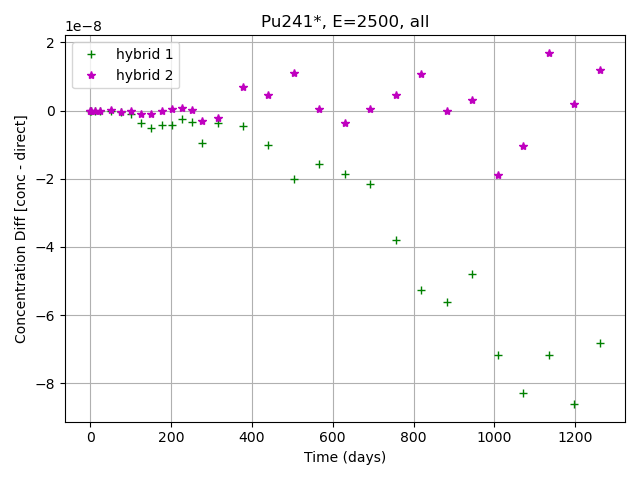 Pu241*, E=2500, all
1e−8
hybrid 1
hybrid 2
Concentration Diff [conc - direct]
2
0
−2
−4
−6
−8
0 200 400 600 800 1000 1200
Time (days)